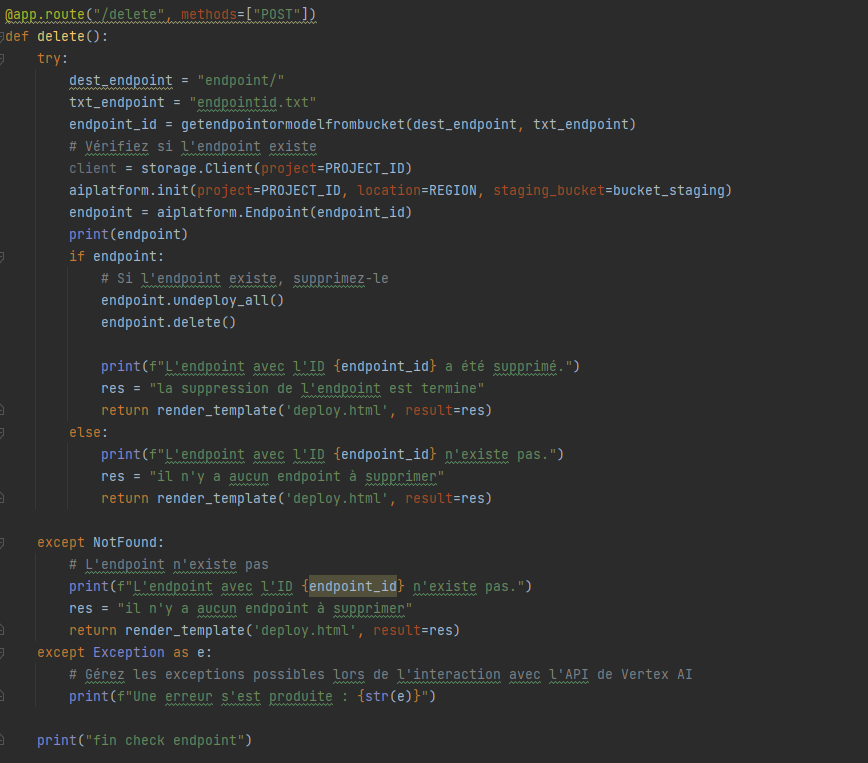 @app.route("/delete", methods=["POST"])
def delete():
try:
dest_endpoint = "endpoint/"
txt_endpoint = "endpointid.txt"
endpoint_id = getendpointormodelfrombucket(dest_endpoint, txt_endpoint)
# Vérifiez si l'endpoint existe
client = storage.Client(project=PROJECT_ID)
aiplatform.init(project=PROJECT_ID, location=REGION, staging_bucket=bucket_staging)
endpoint = aiplatform.Endpoint(endpoint_id)
print(endpoint)
if endpoint:
# Si l'endpoint existe, supprimez-le
endpoint.undeploy_all()
endpoint.delete()
print(f"L'endpoint avec l'ID {endpoint_id} a été supprimé.")
res = "la suppression de l'endpoint est termine"
return render_template('deploy.html', result=res)
else:
print(f"L'endpoint avec l'ID {endpoint_id} n'existe pas.")
res = "il n'y a aucun endpoint à supprimer"
return render_template('deploy.html', result=res)
except NotFound:
# L'endpoint n'existe pas
print(f"L'endpoint avec l'ID {endpoint_id} n'existe pas.")
res = "il n'y a aucun endpoint à supprimer"
return render_template('deploy.html', result=res)
except Exception as e:
# Gérez les exceptions possibles lors de l'interaction avec l'API de Vertex AI
print(f"Une erreur s'est produite : {str(e)}")
print("fin check endpoint")